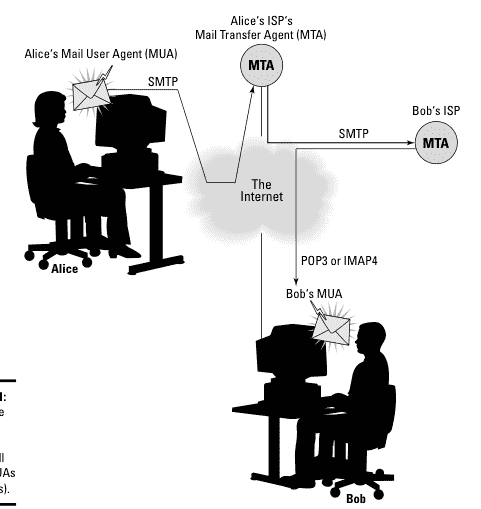 Alice's ISP's
Mail Transfer Agent (MTA)
Alice's Mail User Agent (MUA)
MTA
SMTP
Bob's ISP
SMTP
MTA
The
Internet
POP3 or IMAP4
Alice
Bob's MUA
Bob